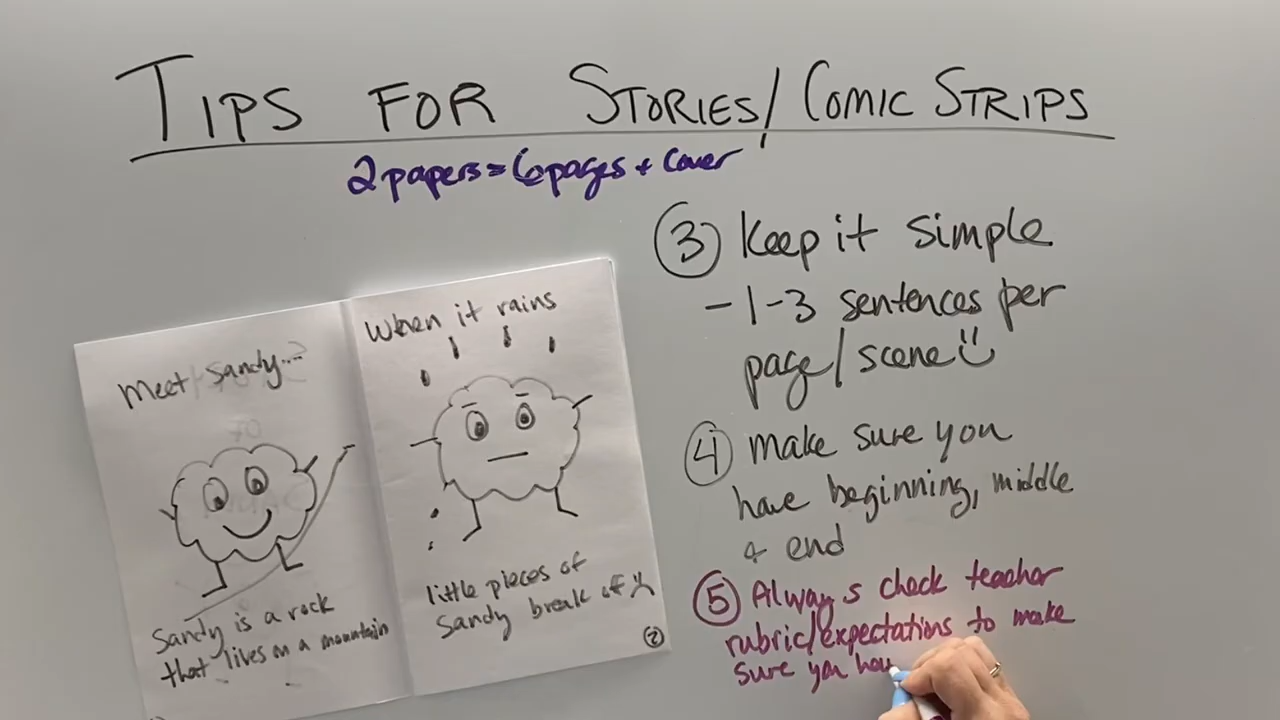 TIPS FOR STORIES/COMIC STRIPS
2 papers = 6 pages + Cover
Meet Sandy...
Sandy is a rock
that lives on a mountain
When it rains
little pieces of
Sandy break off
2
3 Keep it simple
- 1-3 sentences per
page/scene
4 make sure you
have beginning, middle
+ end
5 Always check teacher
rubric/expectations to make
sure you hav